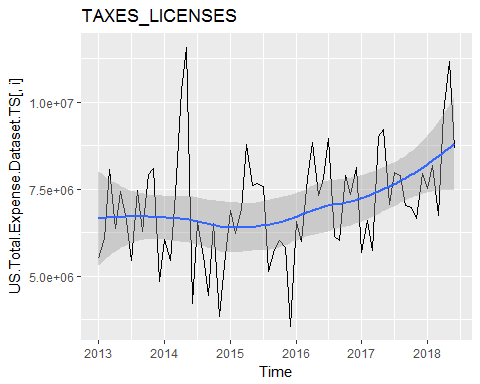 TAXES_LICENSES
US.Total.Expense.Dataset.TS[, i]
1.0e+07
7.5e+06
5.0e+06
2013 2014 2015 2016 2017 2018
Time